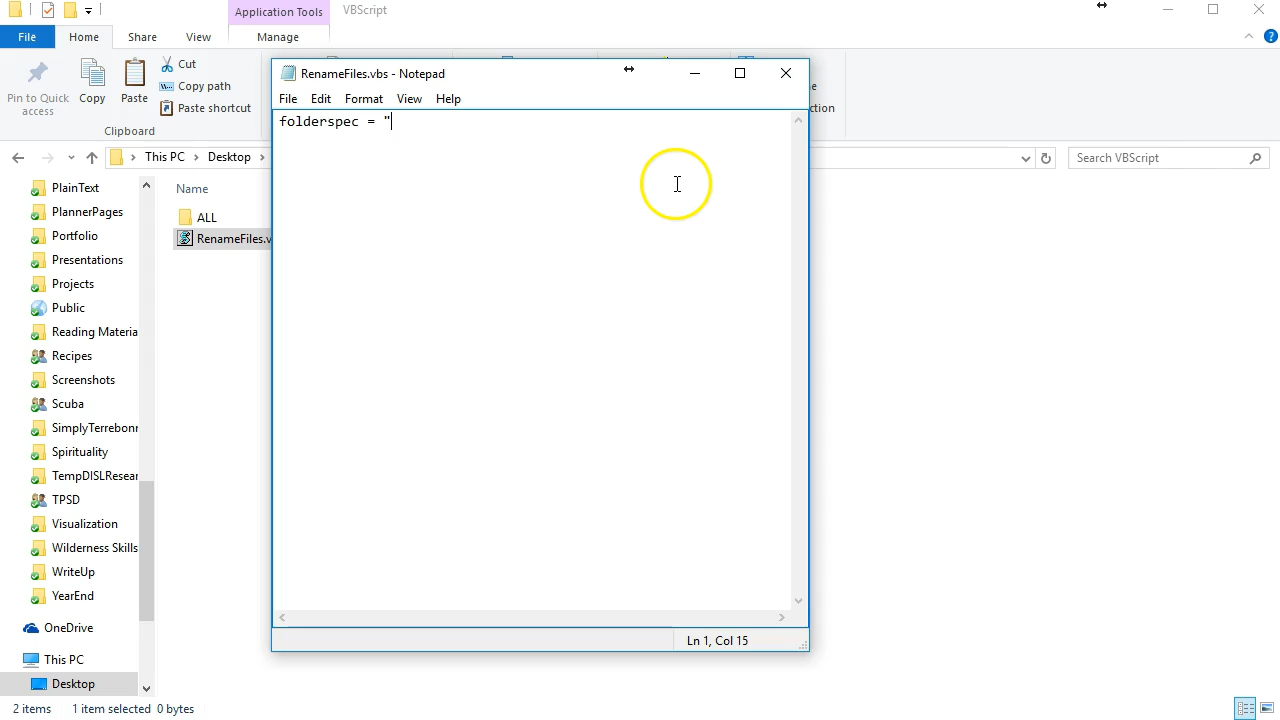 Application Tools
VBScript
File
Home
Share
View
Manage
Pin to Quick access
Copy
Paste
Cut
Copy path
Paste shortcut
Clipboard
RenameFiles.vbs - Notepad
File Edit Format View Help
folderspec = "
This PC
Desktop
Search VBScript
Name
ALL
RenameFiles.v
PlainText
PlannerPages
Portfolio
Presentations
Projects
Public
Reading Materia
Recipes
Screenshots
Scuba
SimplyTerrebonr
Spirituality
TempDISLResear
TPSD
Visualization
Wilderness Skills
WriteUp
YearEnd
OneDrive
This PC
Desktop
Ln 1, Col 15
2 items 1 item selected 0 bytes